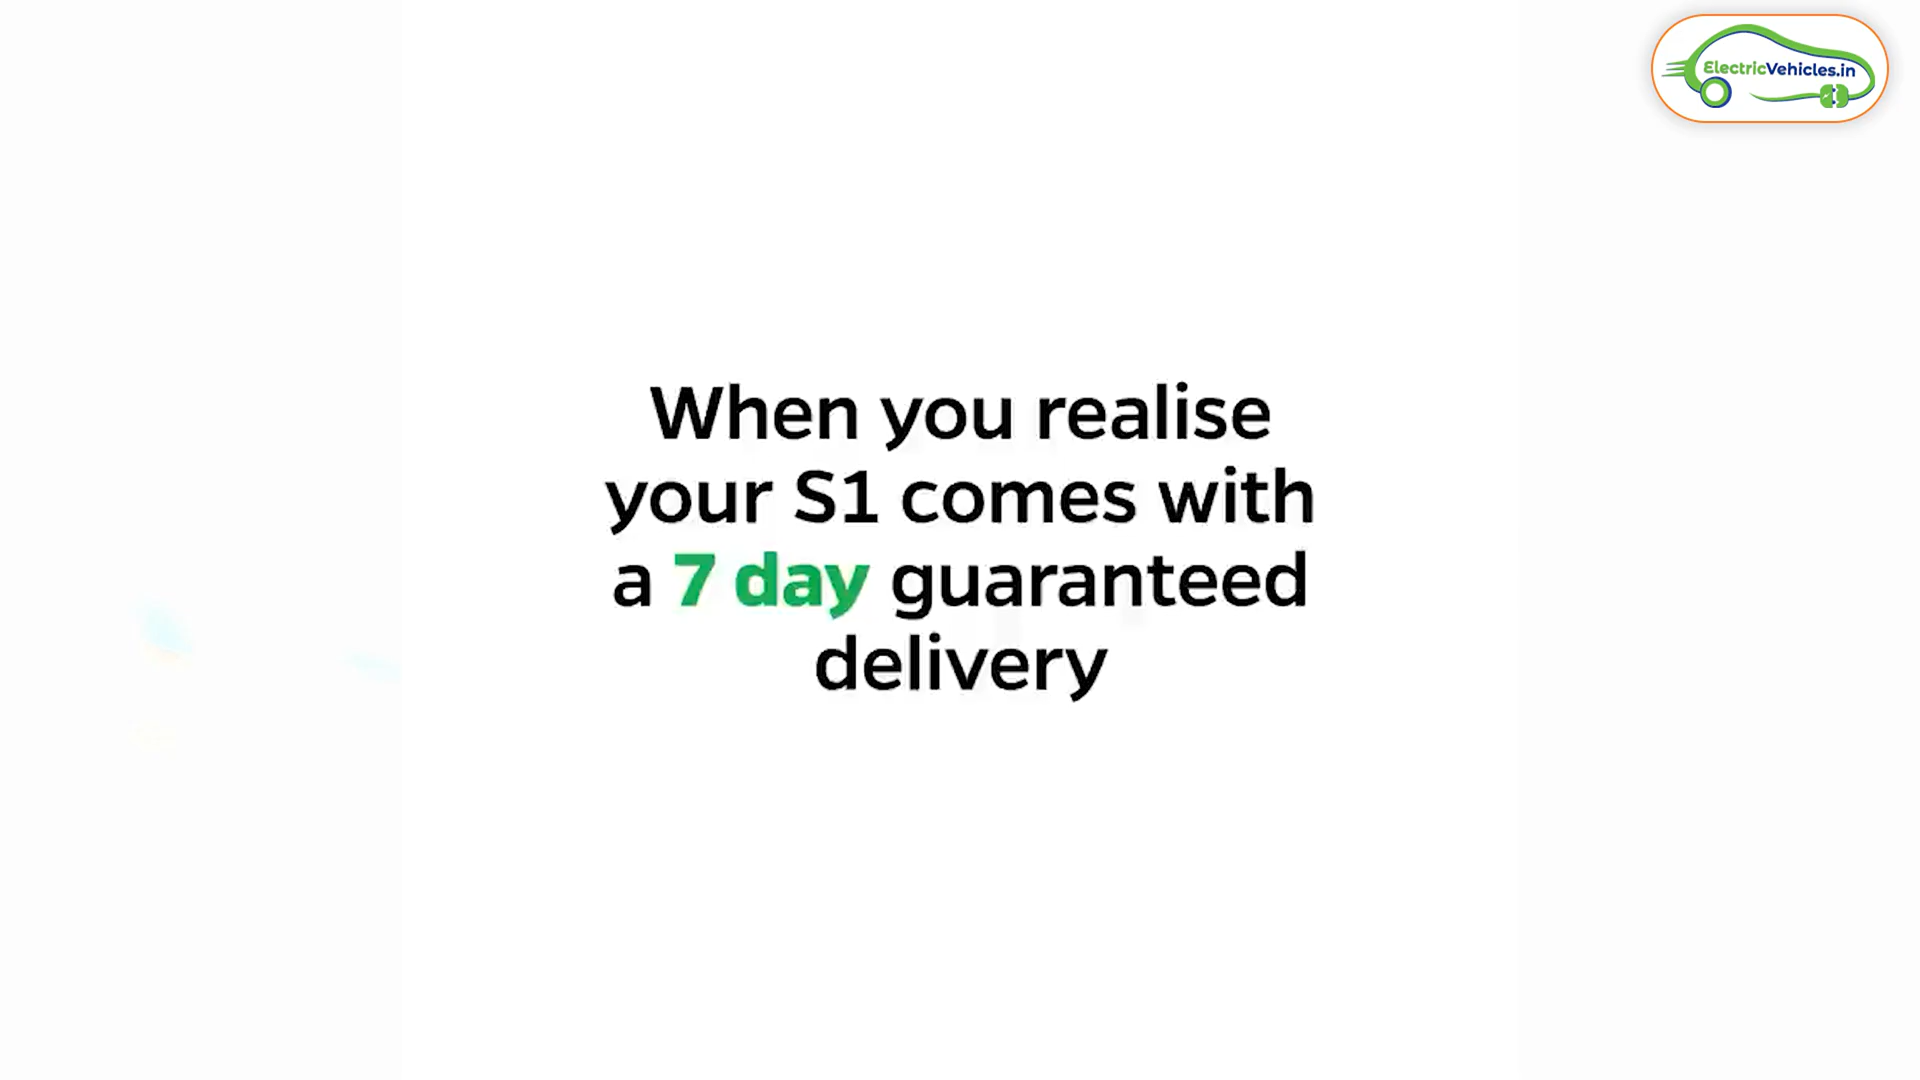 ElectricVehicles.in
When you realise
your S1 comes with
a 7 day guaranteed
delivery